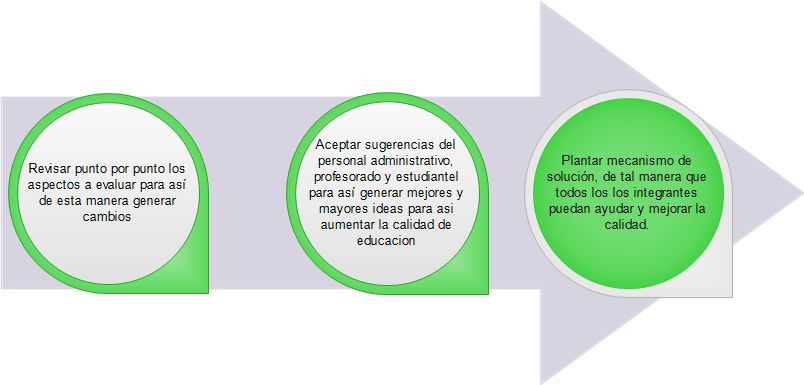 Revisar punto por punto los
aspectos a evaluar para así
de esta manera generar
cambios
Aceptar sugerencias del
personal administrativo,
profesorado y estudiantel
para así generar mejores y
mayores ideas para asi
aumentar la calidad de
educacion
Plantar mecanismo de
solución, de tal manera que
todos los los integrantes
puedan ayudar y mejorar la
calidad.